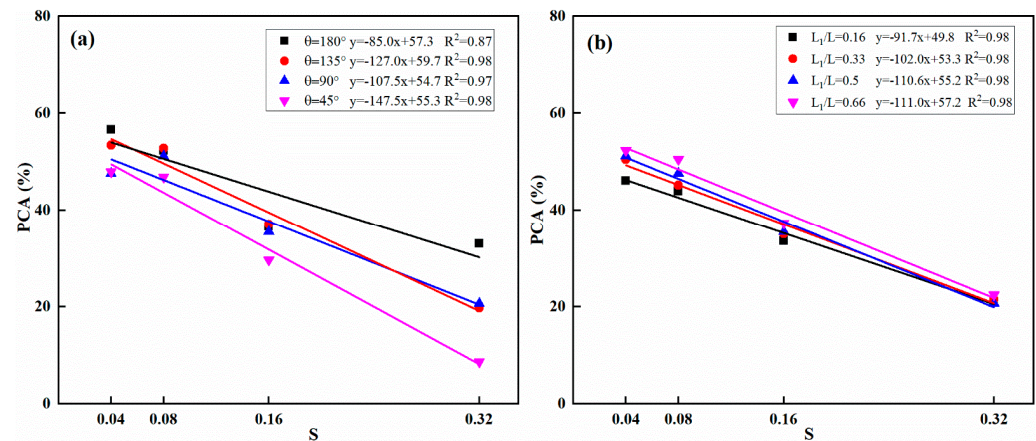 (a)
θ=180° y=-85.0x+57.3 R²=0.87
θ=135° y=-127.0x+59.7 R²=0.98
θ=90° y=-107.5x+54.7 R²=0.97
θ=45° y=-147.5x+55.3 R²=0.98
80
60
40
20
0
PCA (%)
0.04 0.08 0.16 0.32
S
(b)
L₁/L=0.16 y=-91.7x+49.8 R²=0.98
L₁/L=0.33 y=-102.0x+53.3 R²=0.98
L₁/L=0.5 y=-110.6x+55.2 R²=0.98
L₁/L=0.66 y=-111.0x+57.2 R²=0.98
80
60
40
20
0
PCA (%)
0.04 0.08 0.16 0.32
S